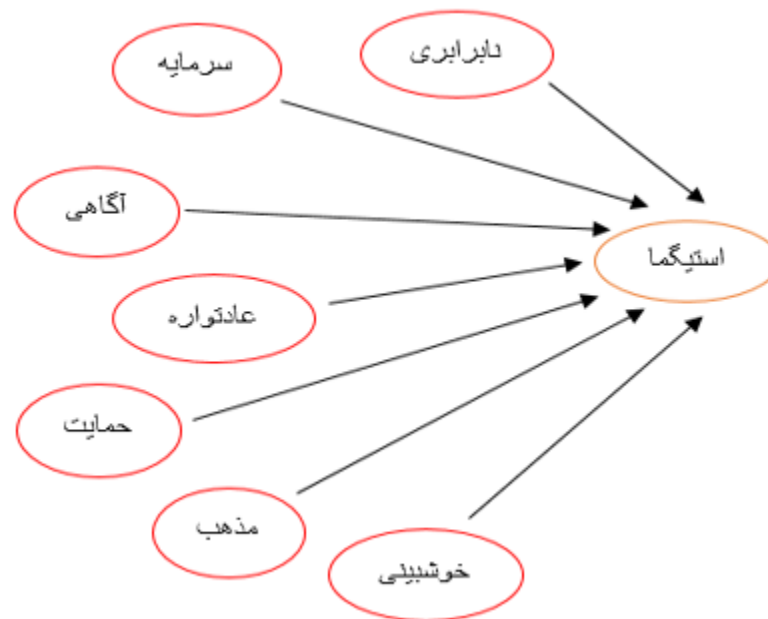 نابرابری
سرمایه
آگاهی
استیگما
عادتواره
حمایت
مذهب
خوشبینی